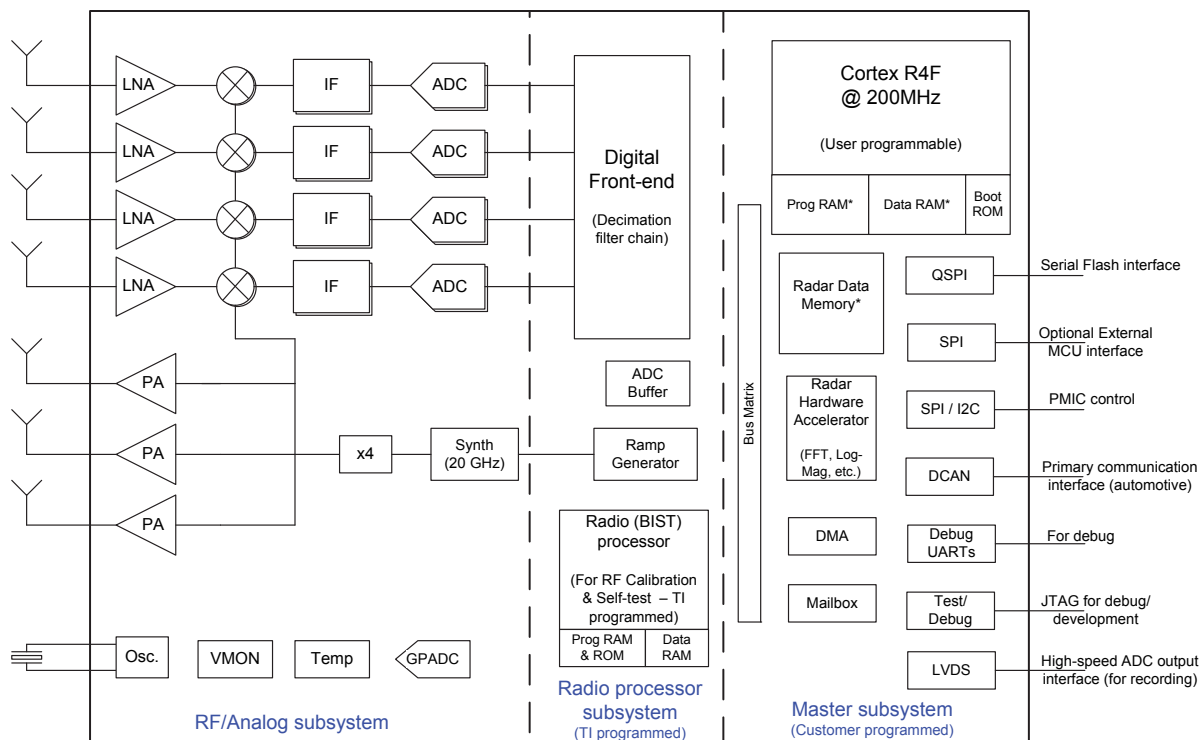 LNA
IF
ADC
LNA
IF
ADC
LNA
IF
ADC
LNA
IF
ADC
PA
PA
PA
x4
Synth
(20 GHz)
Osc.
VMON
Temp
GPADC
RF/Analog subsystem
Digital
Front-end
(Decimation
filter chain)
ADC
Buffer
Ramp
Generator
Radio (BIST)
processor
(For RF Calibration
& Self-test – TI
programmed)
Prog RAM
& ROM
Data
RAM
Radio processor
subsystem
(TI programmed)
Cortex R4F
@ 200MHz
(User programmable)
Prog RAM*
Data RAM*
Boot
ROM
Bus Matrix
Radar Data
Memory*
Radar
Hardware
Accelerator
(FFT, Log-
Mag, etc.)
DMA
Mailbox
QSPI
Serial Flash interface
SPI
Optional External
MCU interface
SPI / I2C
PMIC control
DCAN
Primary communication
interface (automotive)
Debug
UARTs
For debug
Test/
Debug
JTAG for debug/
development
LVDS
High-speed ADC output
interface (for recording)
Master subsystem
(Customer programmed)